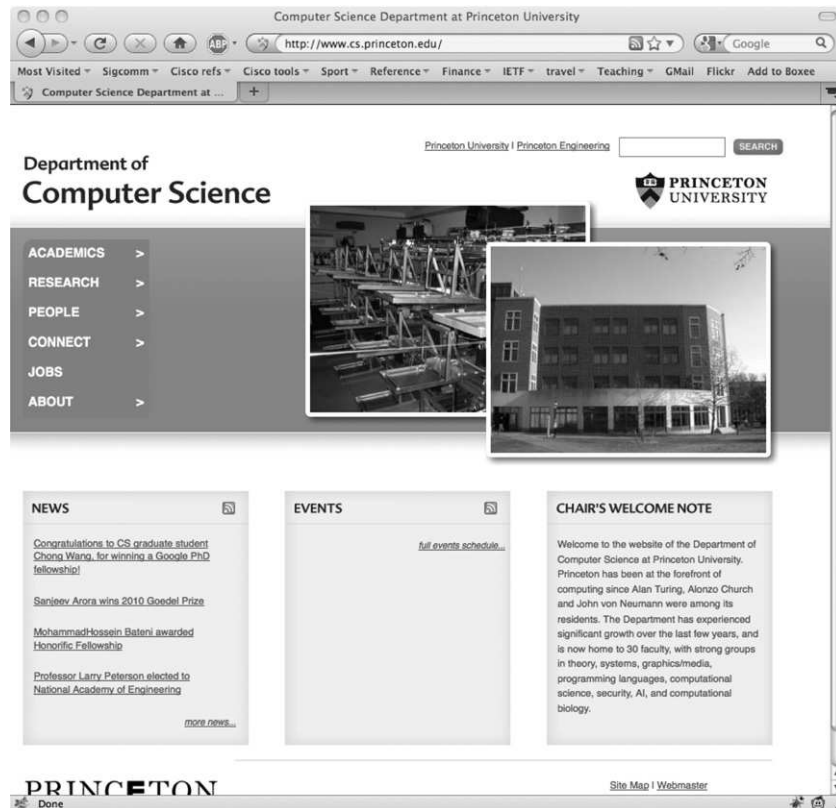 Computer Science Department at Princeton University
ABP
http://www.cs.princeton.edu/
Google
Most Visited Sigcomm Cisco refs Cisco tools Sport Reference Finance IETF travel Teaching GMail Flickr Add to Boxee
Computer Science Department at ... +
Princeton University | Princeton Engineering SEARCH
Department of
Computer Science
PRINCETON
UNIVERSITY
ACADEMICS >
RESEARCH >
PEOPLE >
CONNECT >
JOBS
ABOUT >
NEWS
Congratulations to CS graduate student
Chong Wang, for winning a Google PhD
fellowship!
Sanjeev Arora wins 2010 Goedel Prize
MohammadHossein Bateni awarded
Honorific Fellowship
Professor Larry Peterson elected to
National Academy of Engineering
more news...
EVENTS
full events schedule...
CHAIR'S WELCOME NOTE
Welcome to the website of the Department of
Computer Science at Princeton University.
Princeton has been at the forefront of
computing since Alan Turing, Alonzo Church
and John von Neumann were among its
residents. The Department has experienced
significant growth over the last few years, and
is now home to 30 faculty, with strong groups
in theory, systems, graphics/media,
programming languages, computational
science, security, AI, and computational
biology.
PRINCETON
Site Map | Webmaster
Done